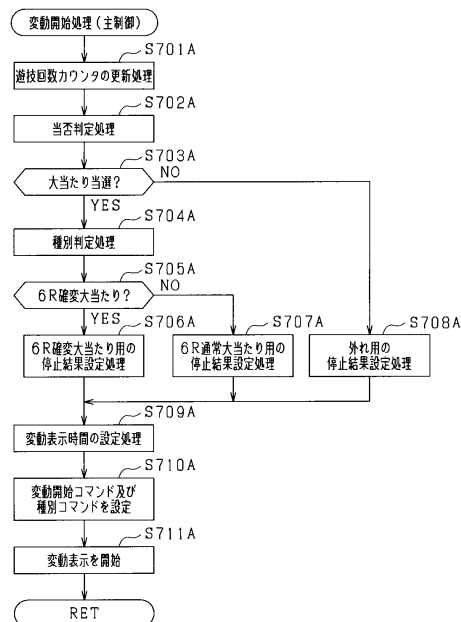 変動開始処理(主制御)
S701A
遊技回数カウンタの更新処理
S702A
当否判定処理
S703A
大当たり当選?
NO
YES
S704A
種別判定処理
S705A
6R確変大当たり?
NO
YES
S706A
6R確変大当たり用の
停止結果設定処理
S707A
6R通常大当たり用の
停止結果設定処理
S708A
外れ用の
停止結果設定処理
S709A
変動表示時間の設定処理
S710A
変動開始コマンド及び
種別コマンドを設定
S711A
変動表示を開始
RET